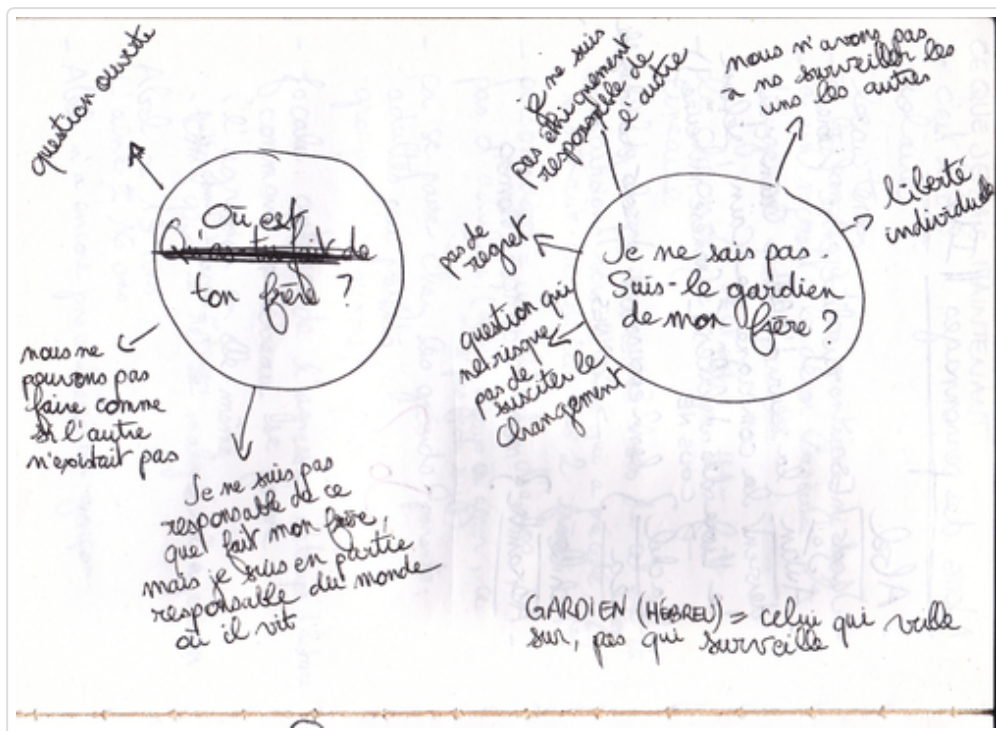 question ouverte
Où est
Qu'as-tu fait de
ton frère ?
nous ne
pouvons pas
faire comme
si l'autre
n'existait pas
Je ne suis pas
responsable de ce
que fait mon frère,
mais je suis en partie
responsable du monde
où il vit
je ne suis
pas éthiquement
responsable de
l'autre
nous n'avons pas
à nous surveiller les
uns les autres
liberté
individuelle
pas de
regret
Je ne sais pas.
Suis-le gardien
de mon frère ?
question qui
ne risque
pas de
susciter le
changement
GARDIEN (HÉBREU) = celui qui veille
sur, pas qui surveille